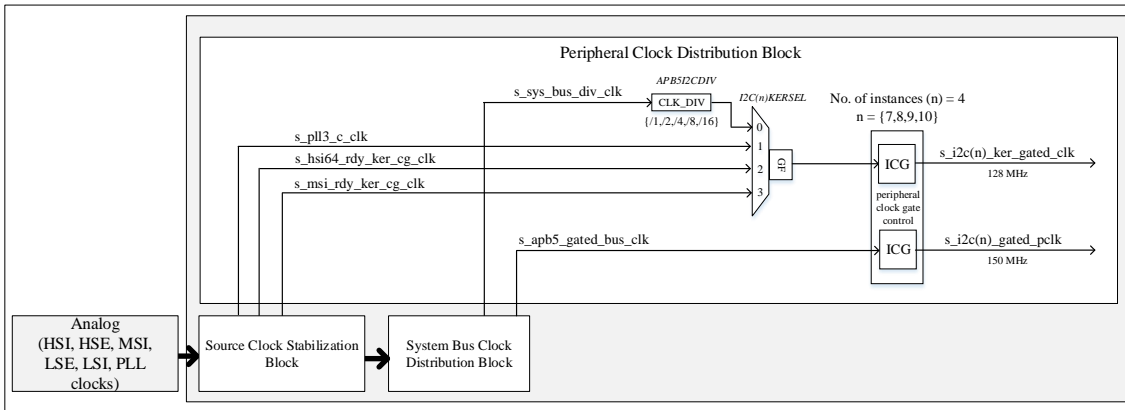 Peripheral Clock Distribution Block
APB5I2CDIV
s_sys_bus_div_clk
CLK_DIV
I2C(n)KERSEL
{/1,/2,/4,/8,/16}
No. of instances (n) = 4
n = {7,8,9,10}
0
s_pll3_c_clk
1
s_hsi64_rdy_ker_cg_clk
2
GF
s_msi_rdy_ker_cg_clk
3
ICG
s_i2c(n)_ker_gated_clk
128 MHz
peripheral
clock gate
control
s_apb5_gated_bus_clk
ICG
s_i2c(n)_gated_pclk
150 MHz
Analog
(HSI, HSE, MSI,
LSE, LSI, PLL
clocks)
Source Clock Stabilization
Block
System Bus Clock
Distribution Block